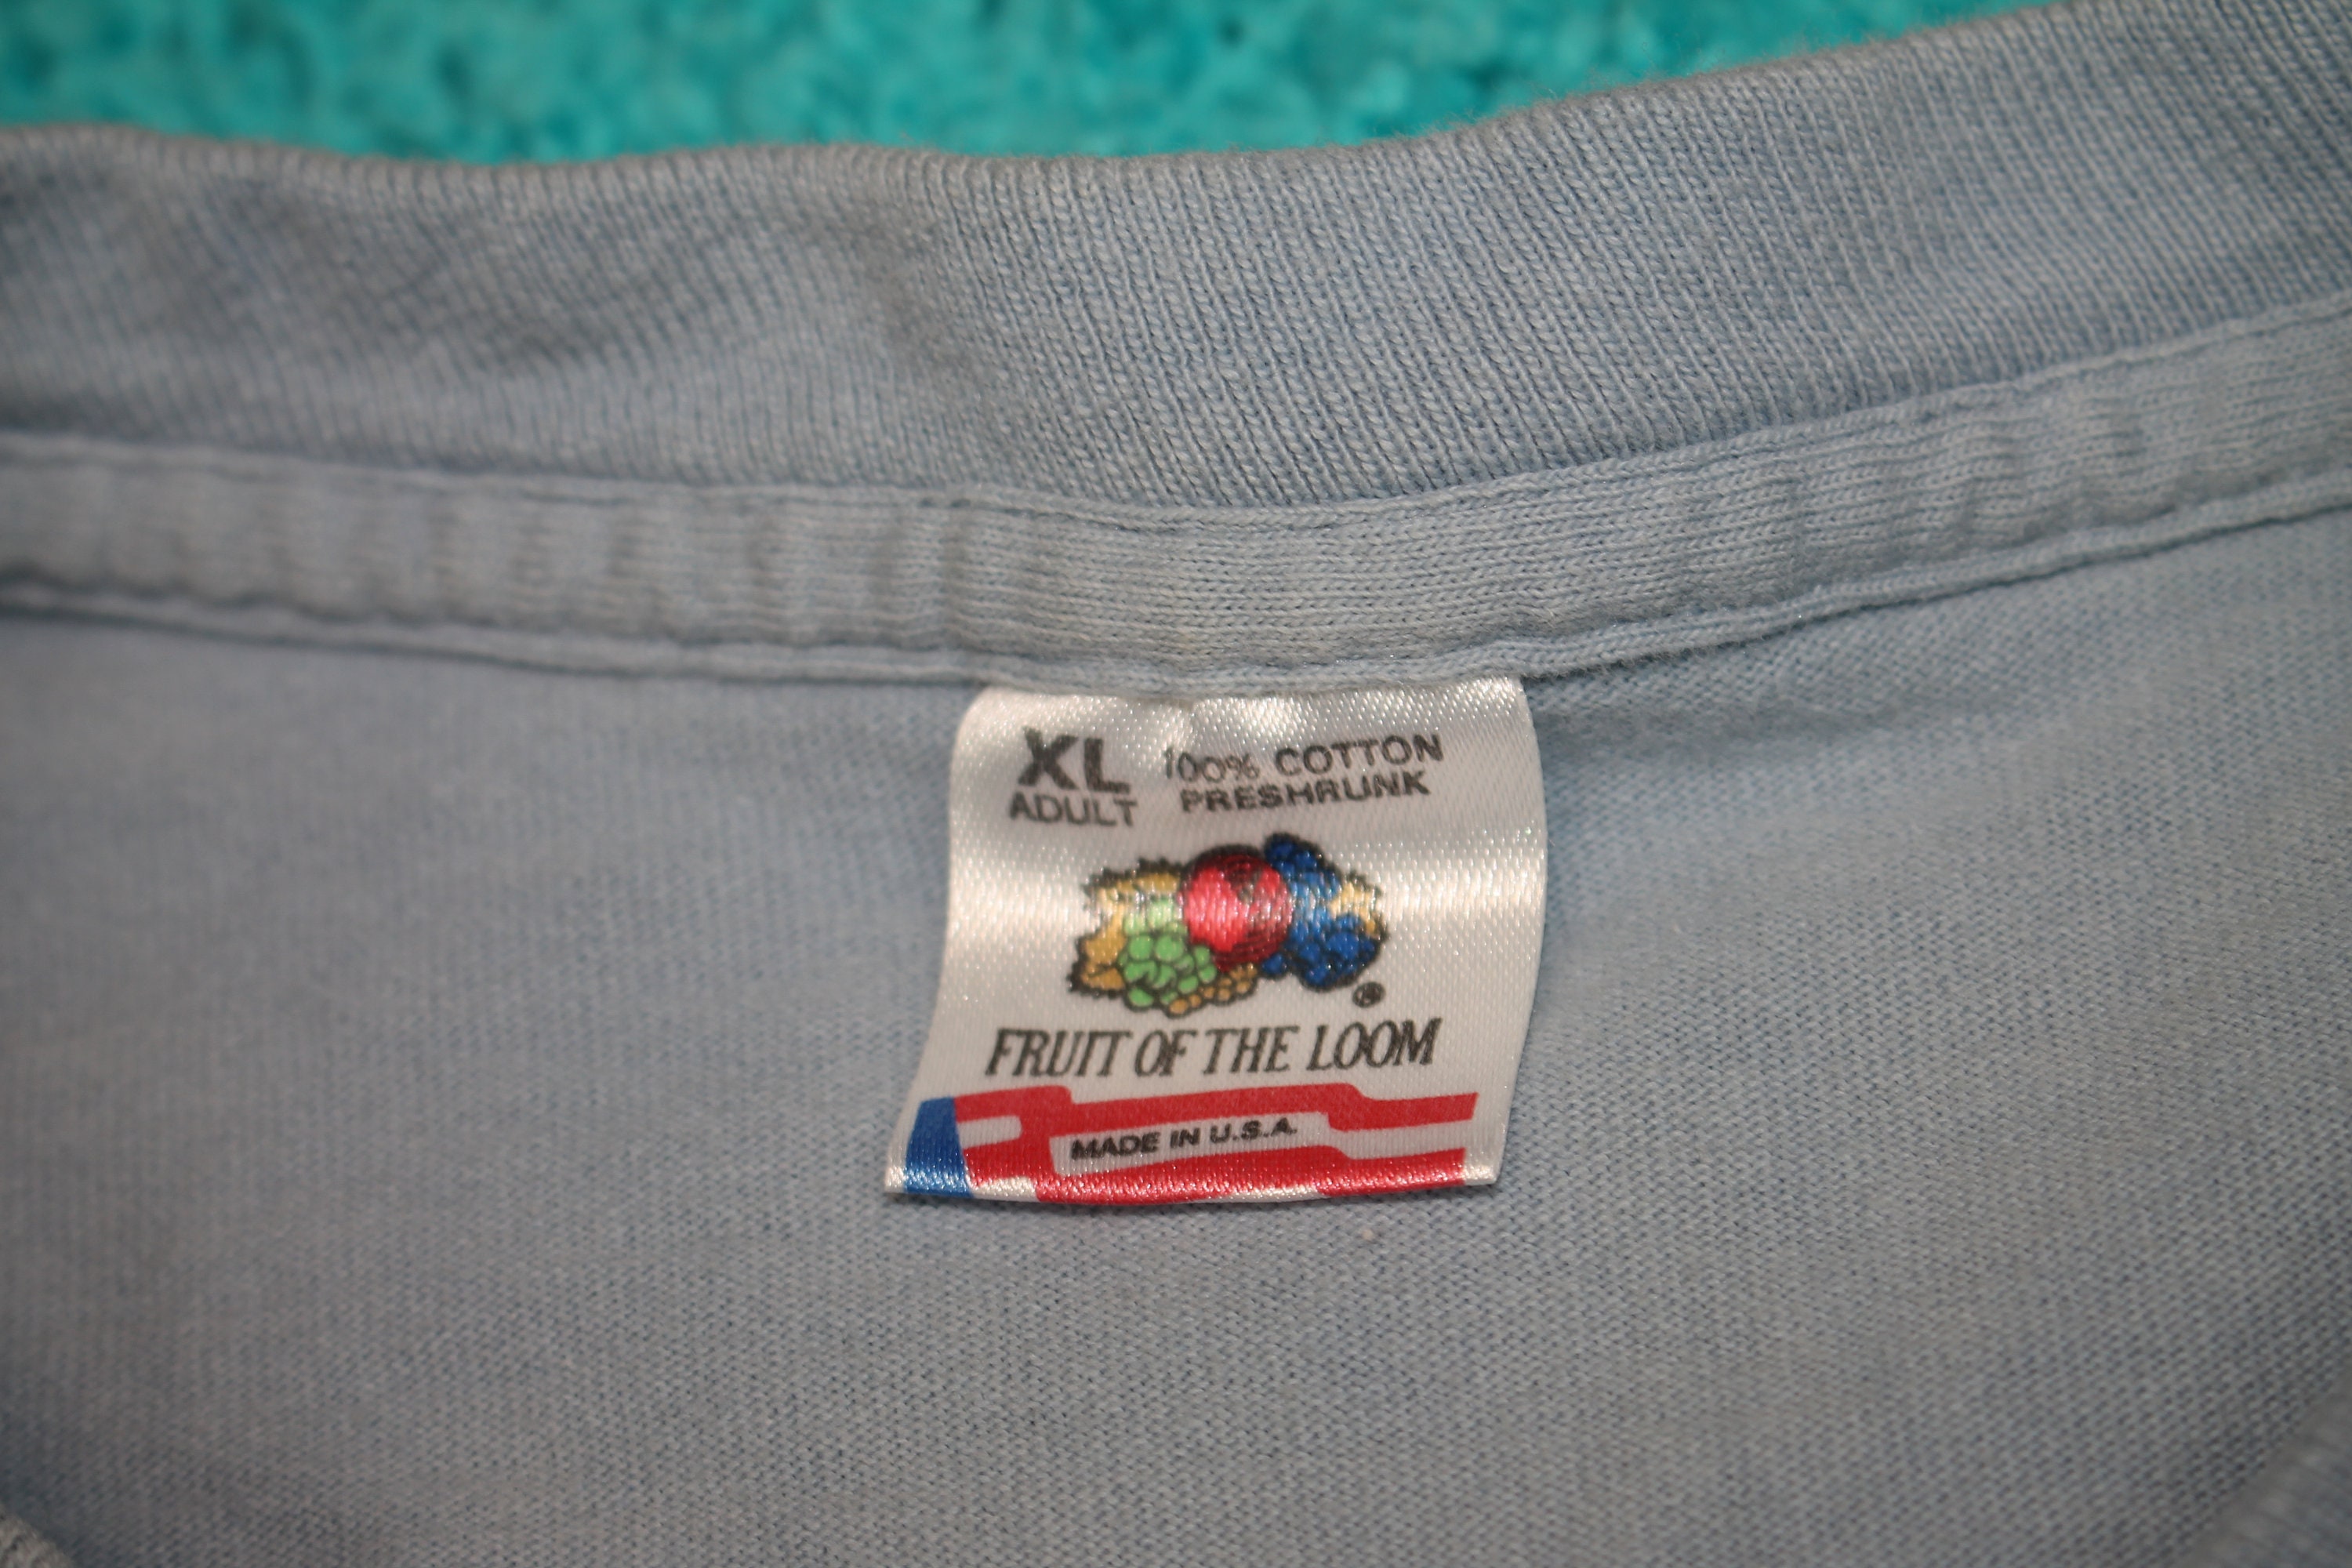 XL 100% COTTON
ADULT PRESHRUNK
®
FRUIT OF THE LOOM
MADE IN U.S.A.